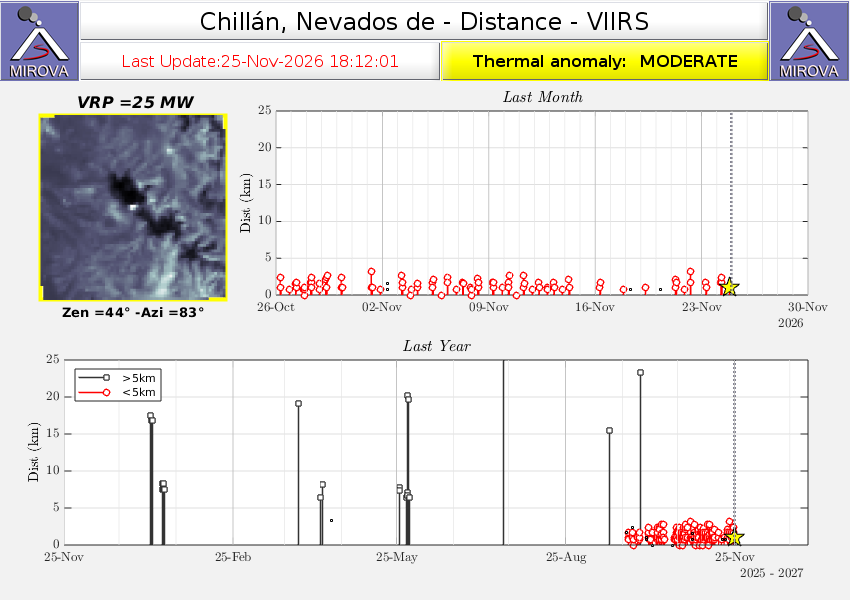 Chillán, Nevados de - Distance - VIIRS
MIROVA
Last Update:25-Nov-2026 18:12:01
Thermal anomaly: MODERATE
MIROVA
VRP =25 MW
Zen =44° -Azi =83°
Last Month
Dist (km)
25
20
15
10
5
0
26-Oct 02-Nov 09-Nov 16-Nov 23-Nov 30-Nov
2026
Last Year
Dist (km)
25
20
15
10
5
0
>5km
<5km
25-Nov 25-Feb 25-May 25-Aug 25-Nov
2025 - 2027